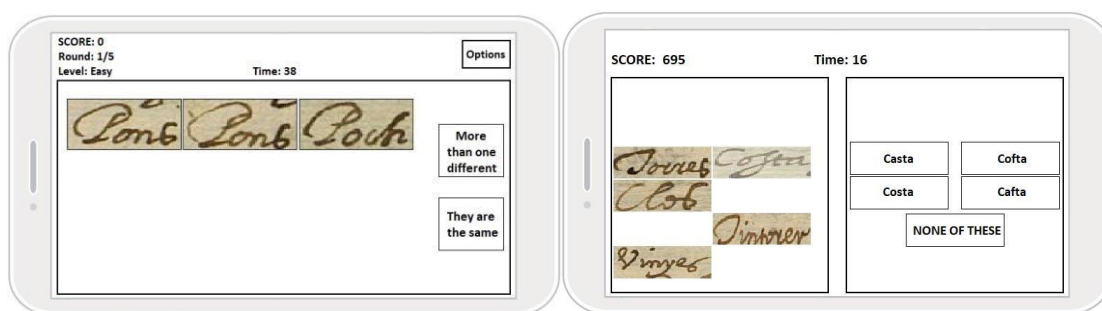 SCORE: 0
Round: 1/5
Level: Easy
Time: 38
Options
Pons Pons Poch
More
than one
different
They are
the same
SCORE: 695
Time: 16
Torres Costa
Clos
Pintorer
Vinyes
Casta
Cofta
Costa
Cafta
NONE OF THESE